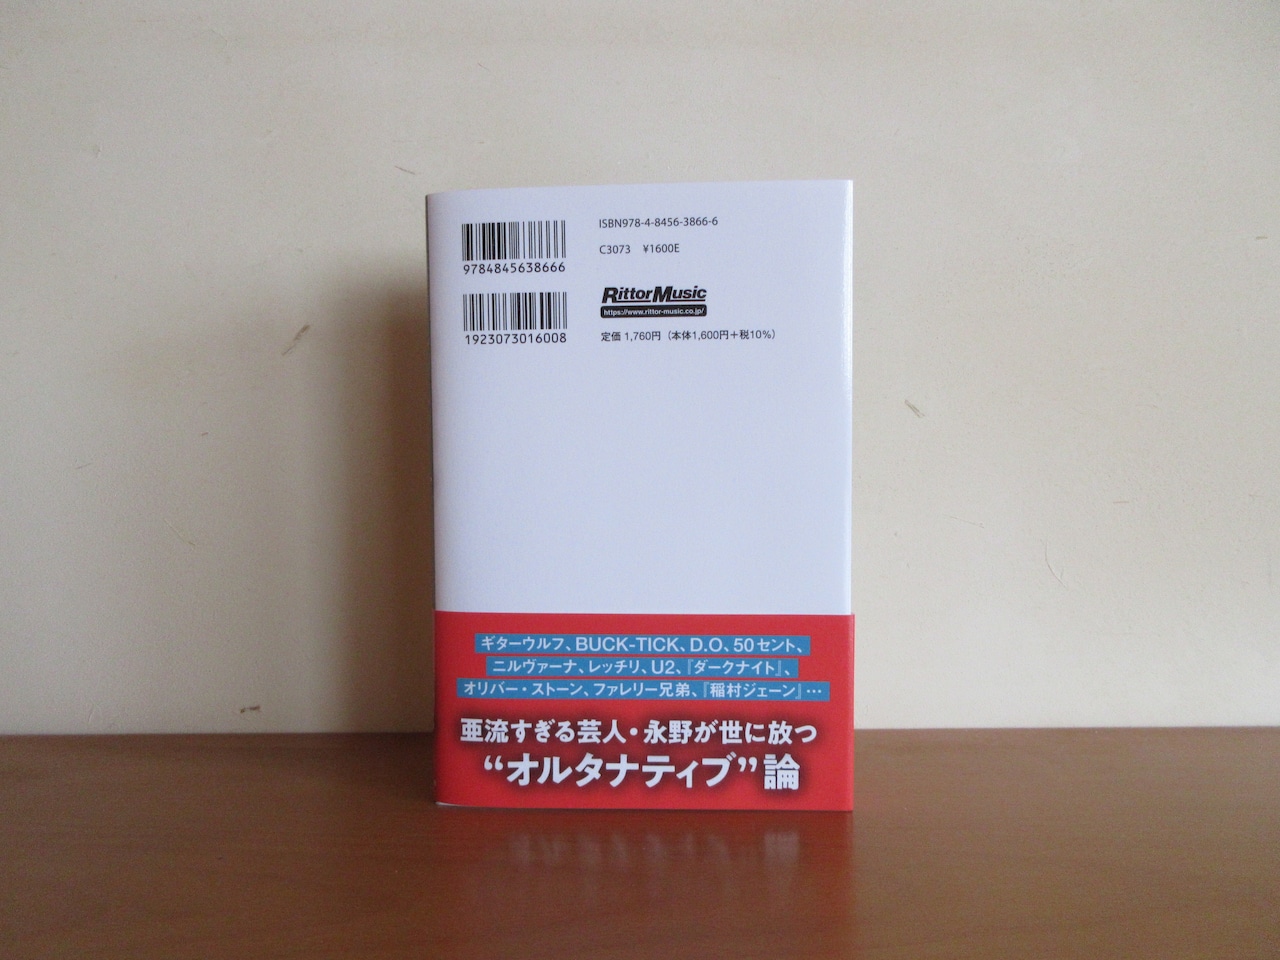 9784845638666
ISBN978-4-8456-3866-6
C3073 ¥1600E
1923073016008
RittorMusic
https://www.rittor-music.co.jp/
定価 1,760円（本体1,600円＋税10%）
ギターウルフ、BUCK-TICK、D.O、50セント、
ニルヴァーナ、レッチリ、U2、『ダークナイト』、
オリバー・ストーン、ファレリー兄弟、『稲村ジェーン』…
亜流すぎる芸人・永野が世に放つ
“オルタナティブ”論